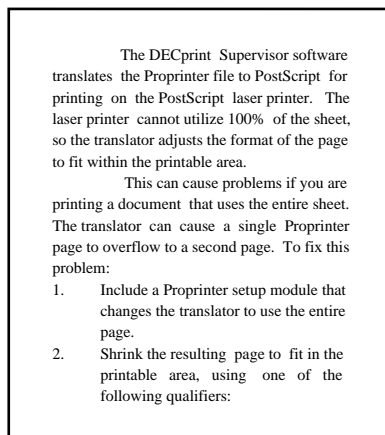 The DECprint Supervisor software
translates the Proprinter file to PostScript for
printing on the PostScript laser printer. The
laser printer cannot utilize 100% of the sheet,
so the translator adjusts the format of the page
to fit within the printable area.
This can cause problems if you are
printing a document that uses the entire sheet.
The translator can cause a single Proprinter
page to overflow to a second page. To fix this
problem:
1. Include a Proprinter setup module that
changes the translator to use the entire
page.
2. Shrink the resulting page to fit in the
printable area, using one of the
following qualifiers: